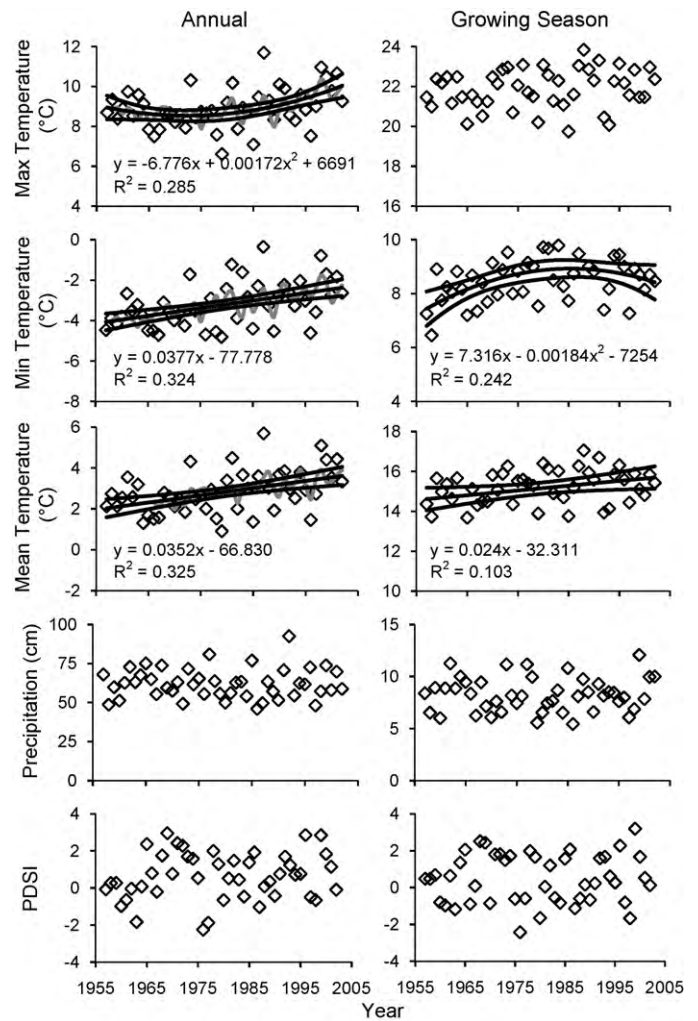 Annual
Growing Season
Max Temperature (°C)
12
10
8
6
4
y = -6.776x + 0.00172x² + 6691
R² = 0.285
26
24
22
20
18
16
Min Temperature (°C)
0
-2
-4
-6
-8
y = 0.0377x - 77.778
R² = 0.324
10
8
6
4
y = 7.316x - 0.00184x² - 7254
R² = 0.242
Mean Temperature (°C)
6
4
2
0
-2
y = 0.0352x - 66.830
R² = 0.325
18
16
14
12
10
y = 0.024x - 32.311
R² = 0.103
Precipitation (cm)
100
75
50
25
0
15
10
5
0
PDSI
4
2
0
-2
-4
1955 1965 1975 1985 1995 2005
4
2
0
-2
-4
1955 1965 1975 1985 1995 2005
Year